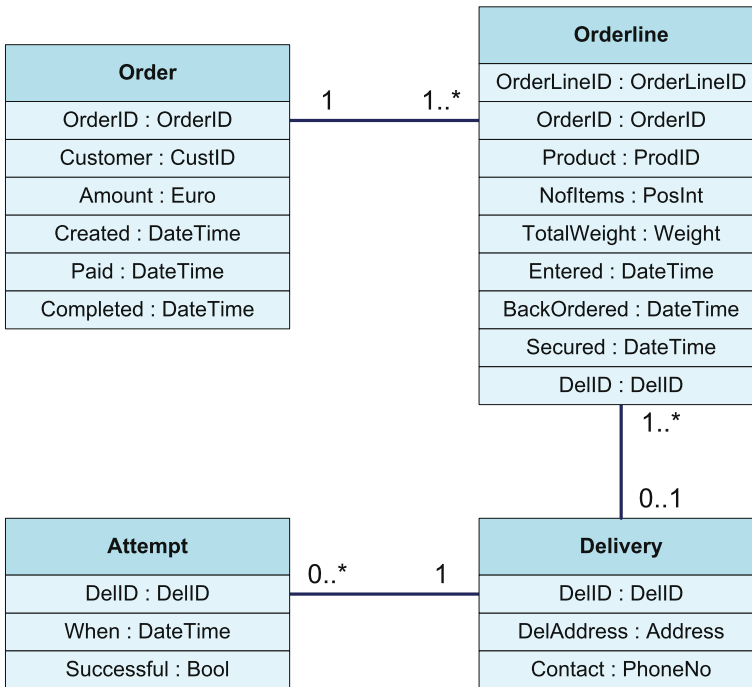 Order
OrderID : OrderID
Customer : CustID
Amount : Euro
Created : DateTime
Paid : DateTime
Completed : DateTime
1
1..*
Orderline
OrderLineID : OrderLineID
OrderID : OrderID
Product : ProdID
NofItems : PosInt
TotalWeight : Weight
Entered : DateTime
BackOrdered : DateTime
Secured : DateTime
DelID : DelID
1..*
0..1
Attempt
DelID : DelID
When : DateTime
Successful : Bool
0..*
1
Delivery
DelID : DelID
DelAddress : Address
Contact : PhoneNo